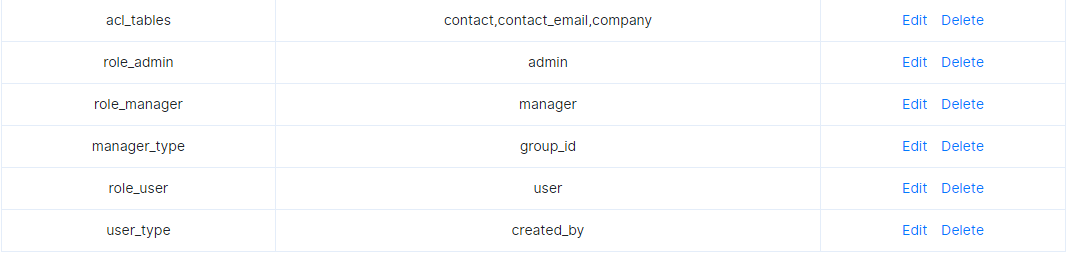 acl_tables contact,contact_email,company Edit Delete
role_admin admin Edit Delete
role_manager manager Edit Delete
manager_type group_id Edit Delete
role_user user Edit Delete
user_type created_by Edit Delete